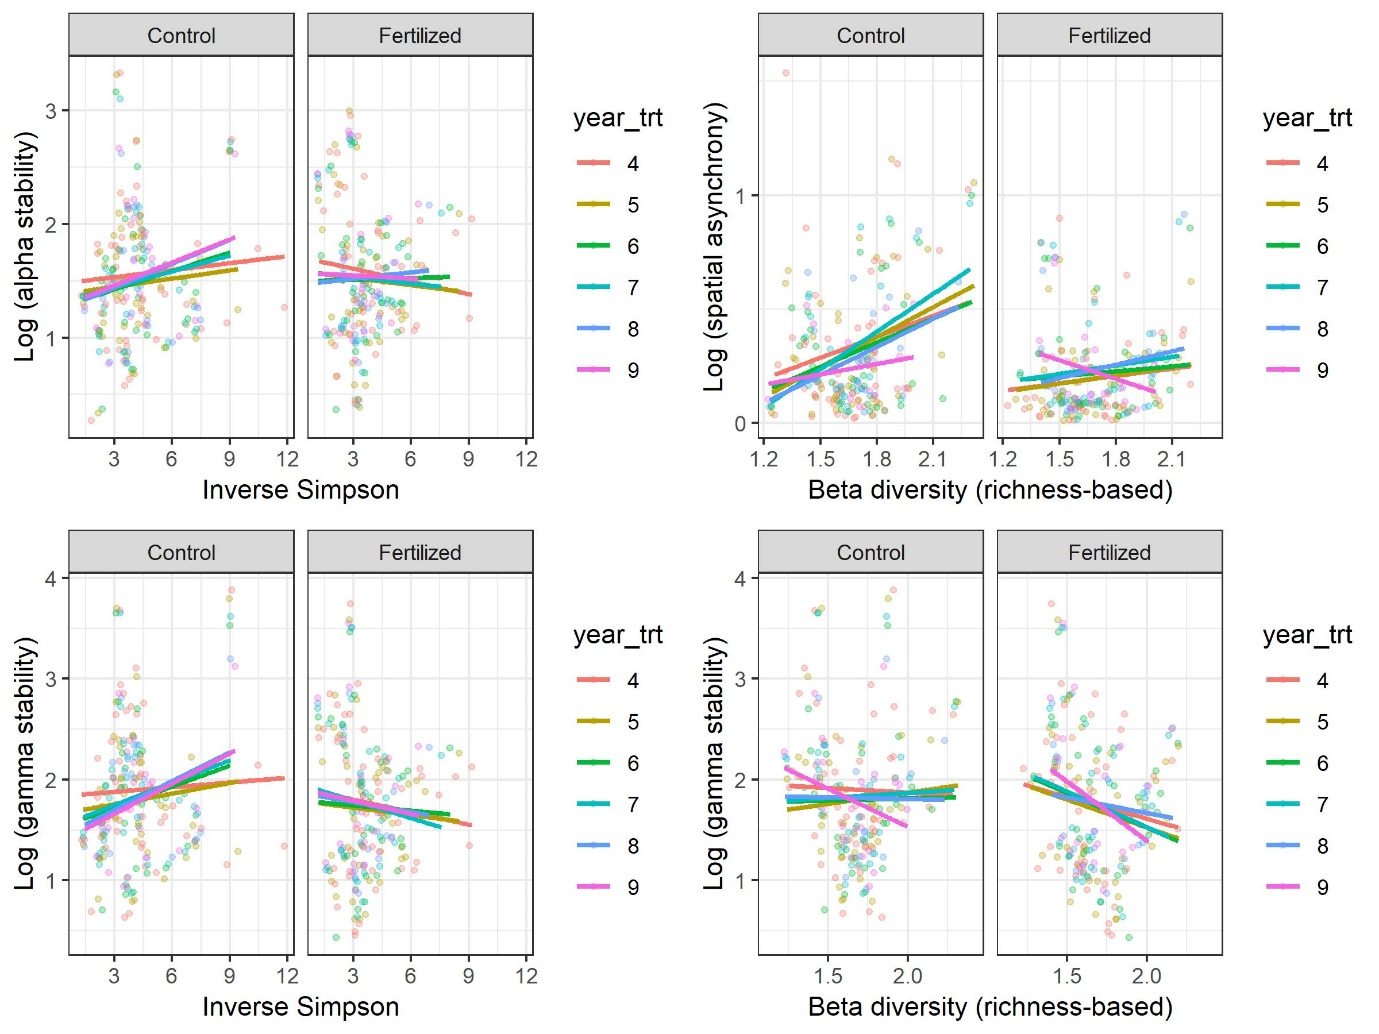 Control Fertilized
Log (alpha stability)
3
2
1
3 6 9 12 3 6 9 12
Inverse Simpson
year_trt
4
5
6
7
8
9
Control Fertilized
Log (spatial asynchrony)
1
0
1.2 1.5 1.8 2.1 1.2 1.5 1.8 2.1
Beta diversity (richness-based)
year_trt
4
5
6
7
8
9
Control Fertilized
Log (gamma stability)
4
3
2
1
3 6 9 12 3 6 9 12
Inverse Simpson
year_trt
4
5
6
7
8
9
Control Fertilized
Log (gamma stability)
4
3
2
1
1.5 2.0 1.5 2.0
Beta diversity (richness-based)
year_trt
4
5
6
7
8
9